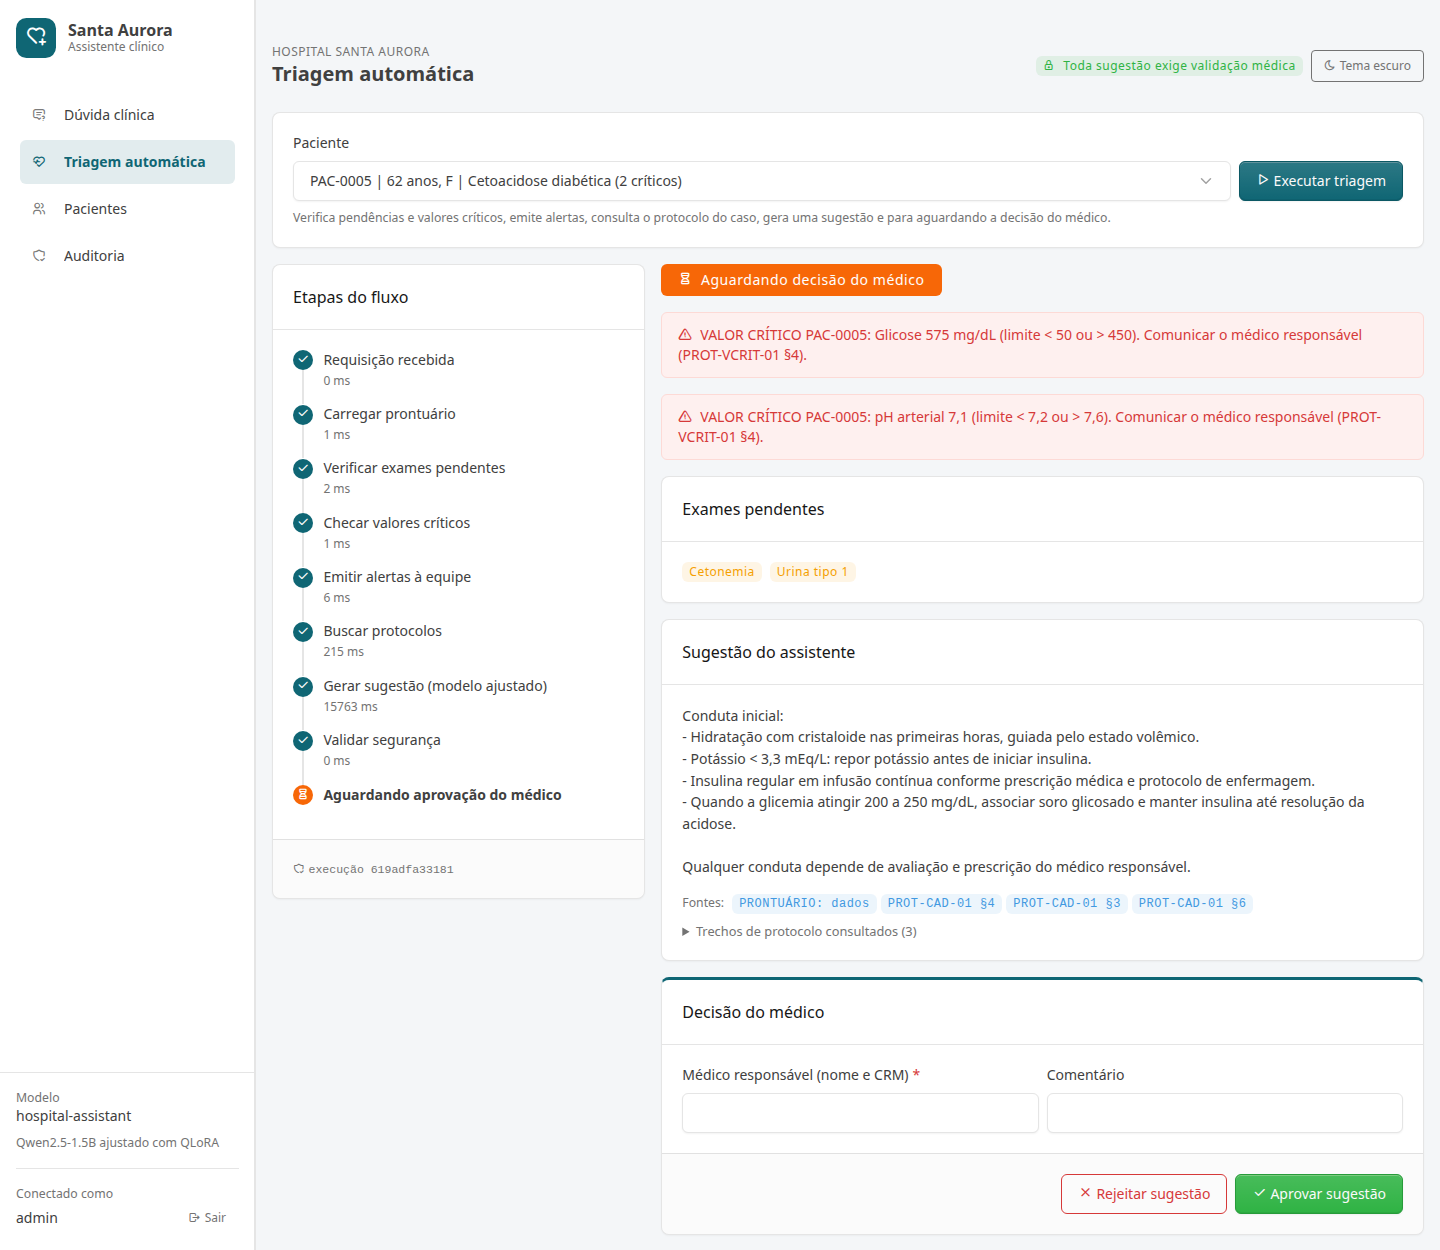 Santa Aurora
Assistente clínico
Dúvida clínica
Triagem automática
Pacientes
Auditoria
Modelo
hospital-assistant
Qwen2.5-1.5B ajustado com QLoRA
Conectado como
admin
Sair
HOSPITAL SANTA AURORA
Triagem automática
Toda sugestão exige validação médica
Tema escuro
Paciente
PAC-0005 | 62 anos, F | Cetoacidose diabética (2 críticos)
Executar triagem
Verifica pendências e valores críticos, emite alertas, consulta o protocolo do caso, gera uma sugestão e para aguardando a decisão do médico.
Etapas do fluxo
Requisição recebida
0 ms
Carregar prontuário
1 ms
Verificar exames pendentes
2 ms
Checar valores críticos
1 ms
Emitir alertas à equipe
6 ms
Buscar protocolos
215 ms
Gerar sugestão (modelo ajustado)
15763 ms
Validar segurança
0 ms
Aguardando aprovação do médico
execução 619adfa33181
Aguardando decisão do médico
VALOR CRÍTICO PAC-0005: Glicose 575 mg/dL (limite < 50 ou > 450). Comunicar o médico responsável
(PROT-VCRIT-01 §4).
VALOR CRÍTICO PAC-0005: pH arterial 7,1 (limite < 7,2 ou > 7,6). Comunicar o médico responsável (PROT-
VCRIT-01 §4).
Exames pendentes
Cetonemia
Urina tipo 1
Sugestão do assistente
Conduta inicial:
- Hidratação com cristaloide nas primeiras horas, guiada pelo estado volêmico.
- Potássio < 3,3 mEq/L: repor potássio antes de iniciar insulina.
- Insulina regular em infusão contínua conforme prescrição médica e protocolo de enfermagem.
- Quando a glicemia atingir 200 a 250 mg/dL, associar soro glicosado e manter insulina até resolução da
acidose.
Qualquer conduta depende de avaliação e prescrição do médico responsável.
Fontes: PRONTUÁRIO: dados PROT-CAD-01 §4 PROT-CAD-01 §3 PROT-CAD-01 §6
Trechos de protocolo consultados (3)
Decisão do médico
Médico responsável (nome e CRM) *
Comentário
Rejeitar sugestão
Aprovar sugestão